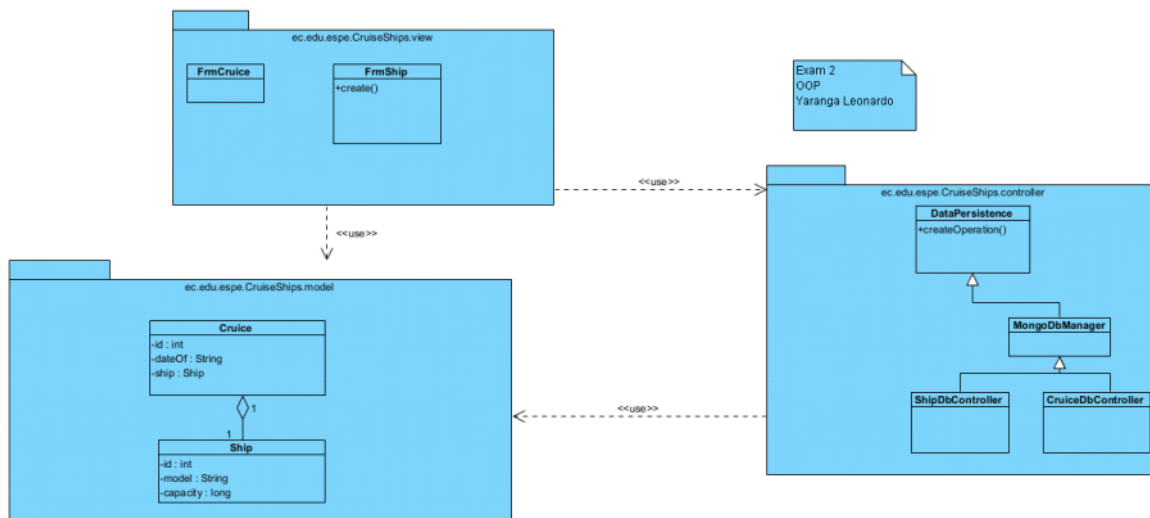 ec.edu.espe.CruiseShips.view
FrmCruice
FrmShip
+create()
Exam 2
OOP
Yaranga Leonardo
<<use>>
<<use>>
ec.edu.espe.CruiseShips.controller
DataPersistence
+createOperation()
MongoDbManager
ShipDbController
CruiceDbController
<<use>>
ec.edu.espe.CruiseShips.model
Cruice
-id : int
-dateOf : String
-ship : Ship
1
1
Ship
-id : int
-model : String
-capacity : long